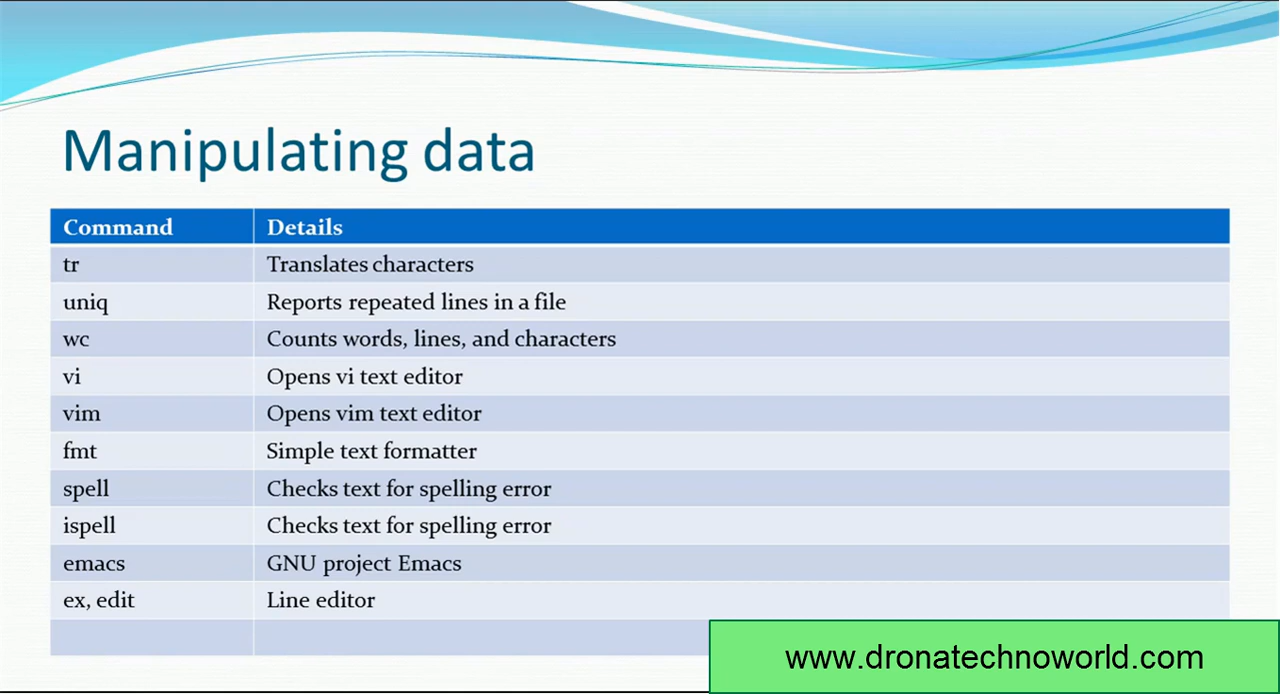 Manipulating data
Command Details
tr Translates characters
uniq Reports repeated lines in a file
wc Counts words, lines, and characters
vi Opens vi text editor
vim Opens vim text editor
fmt Simple text formatter
spell Checks text for spelling error
ispell Checks text for spelling error
emacs GNU project Emacs
ex, edit Line editor
www.dronatechnoworld.com